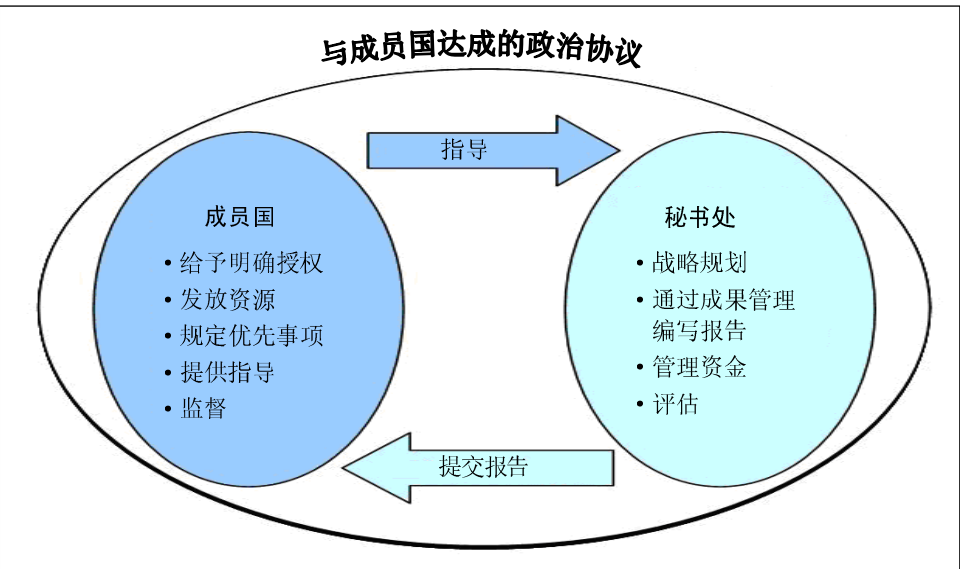 与成员国达成的政治协议
指导
成员国
• 给予明确授权
• 发放资源
• 规定优先事项
• 提供指导
• 监督
秘书处
• 战略规划
• 通过成果管理
编写报告
• 管理资金
• 评估
提交报告